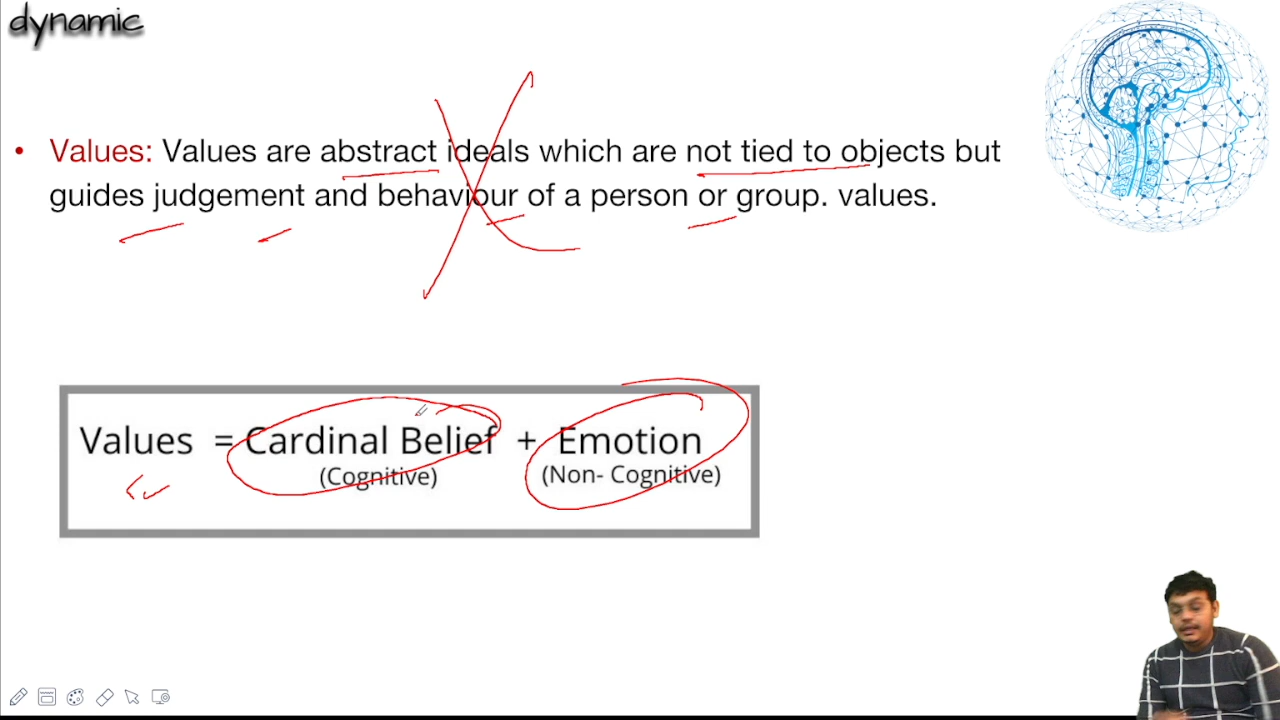 dynamic
• Values: Values are abstract ideals which are not tied to objects but
guides judgement and behaviour of a person or group. values.
Values = Cardinal Belief + Emotion
(Cognitive) (Non- Cognitive)